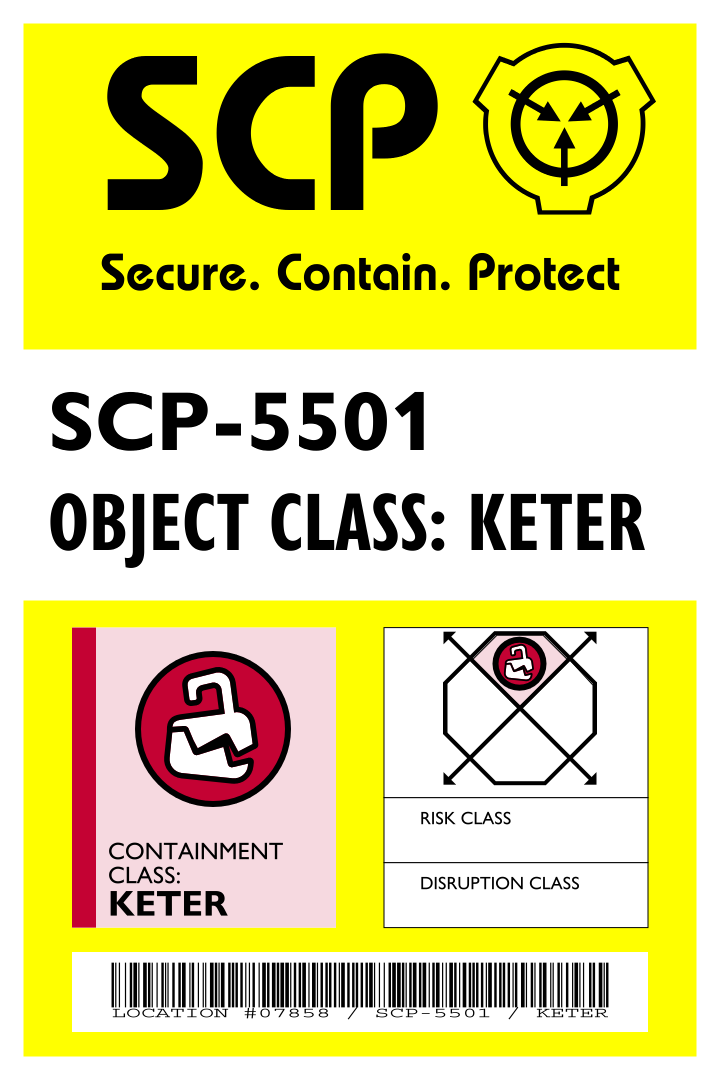 SCP
Secure. Contain. Protect
SCP-5501
OBJECT CLASS: KETER
CONTAINMENT
CLASS:
KETER
RISK CLASS
DISRUPTION CLASS
LOCATION #07858 / SCP-5501 / KETER